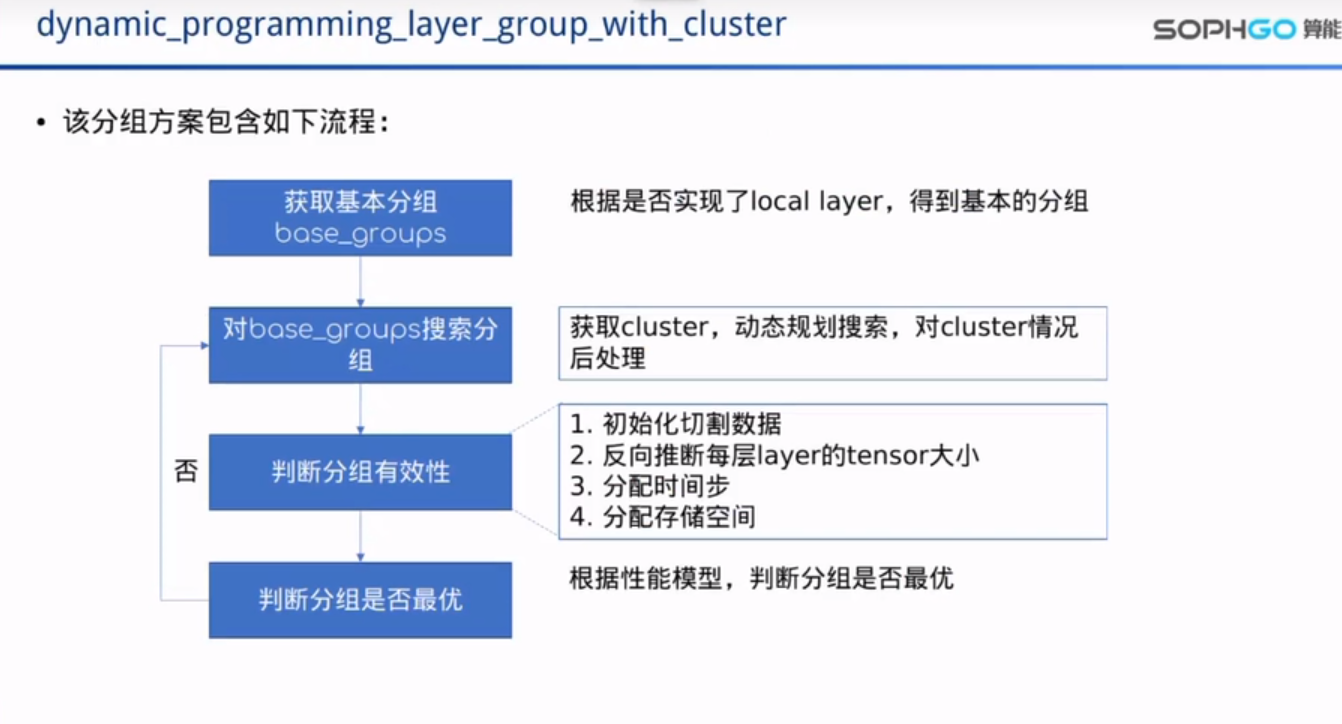 dynamic_programming_layer_group_with_cluster
SOPHGO 算能
• 该分组方案包含如下流程：
获取基本分组
base_groups
根据是否实现了local layer，得到基本的分组
对base_groups搜索分
组
获取cluster，动态规划搜索，对cluster情况
后处理
否
判断分组有效性
1. 初始化切割数据
2. 反向推断每层layer的tensor大小
3. 分配时间步
4. 分配存储空间
判断分组是否最优
根据性能模型，判断分组是否最优